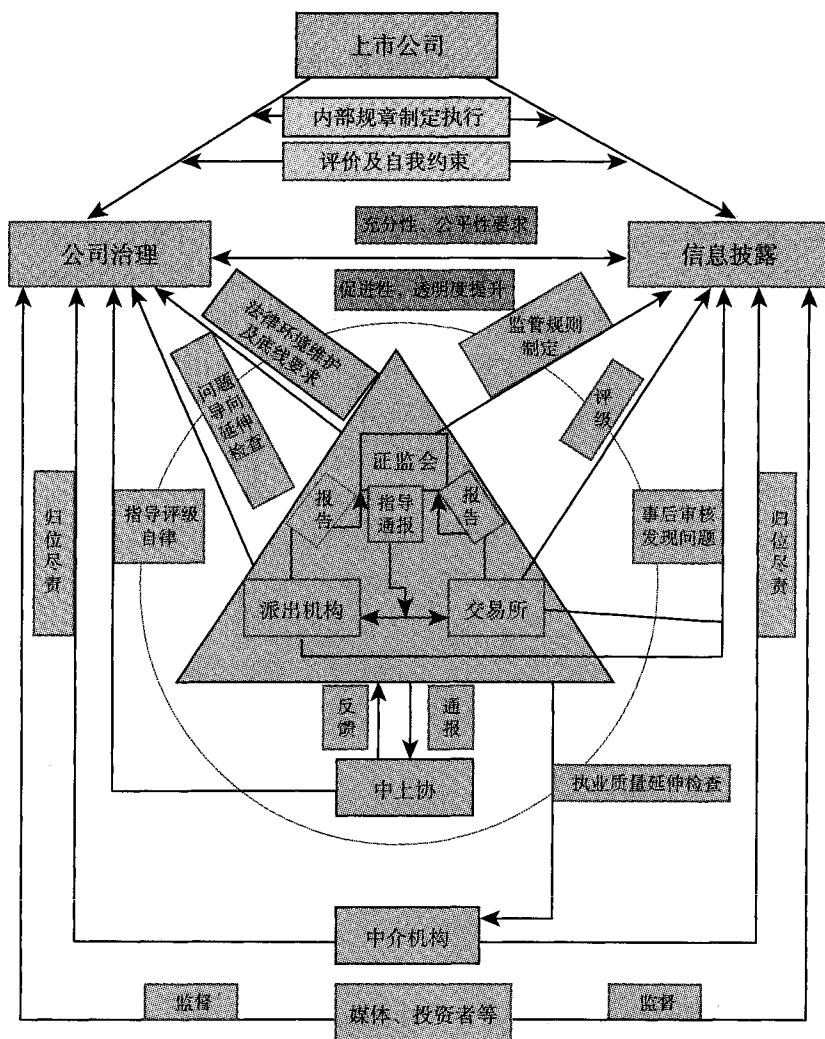 上市公司
内部规章制定执行
评价及自我约束
公司治理
充分性、公平性要求
信息披露
促进性、透明度提升
法律环境维护
及底线要求
监管规则
制定
问题
导向
延伸
检查
评级
证监会
报告
指导
通报
报告
归位尽责
指导评级
自律
事后审核
发现问题
归位尽责
派出机构
交易所
反馈
通报
中上协
执业质量延伸检查
中介机构
监督
媒体、投资者等
监督